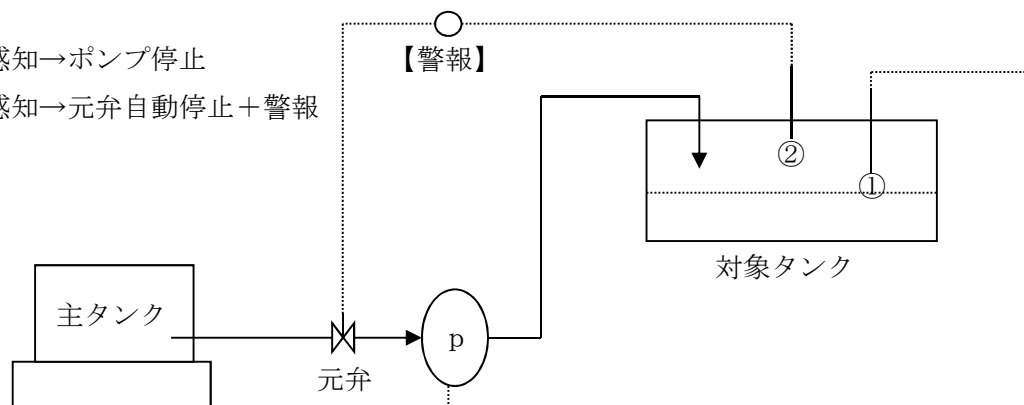 感知→ポンプ停止
【警報】
感知→元弁自動停止＋警報
②
①
対象タンク
主タンク
p
元弁